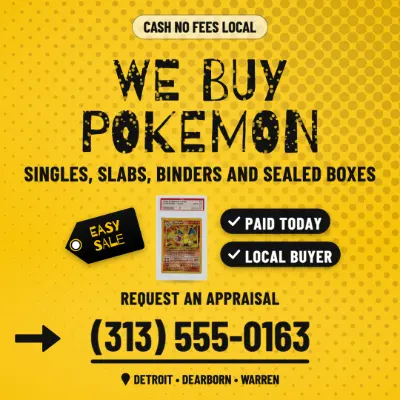 CASH NO FEES LOCAL
WE BUY
POKEMON
SINGLES, SLABS, BINDERS AND SEALED BOXES
EASY
SALE
PAID TODAY
LOCAL BUYER
REQUEST AN APPRAISAL
(313) 555-0163
DETROIT • DEARBORN • WARREN